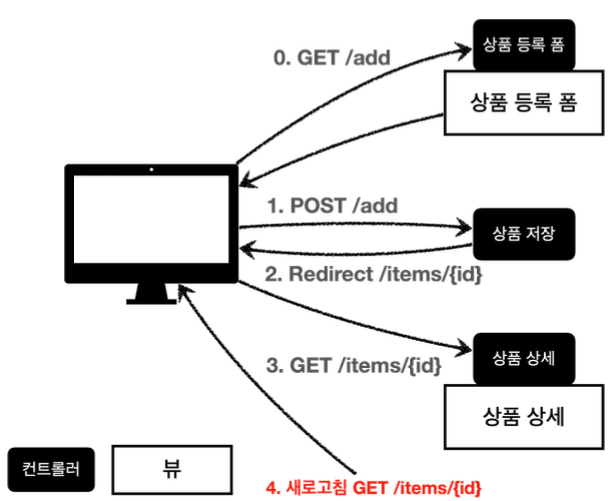 상품 등록 폼
0. GET /add
상품 등록 폼
1. POST /add
상품 저장
2. Redirect /items/{id}
상품 상세
3. GET /items/{id}
상품 상세
컨트롤러
뷰
4. 새로고침 GET /items/{id}